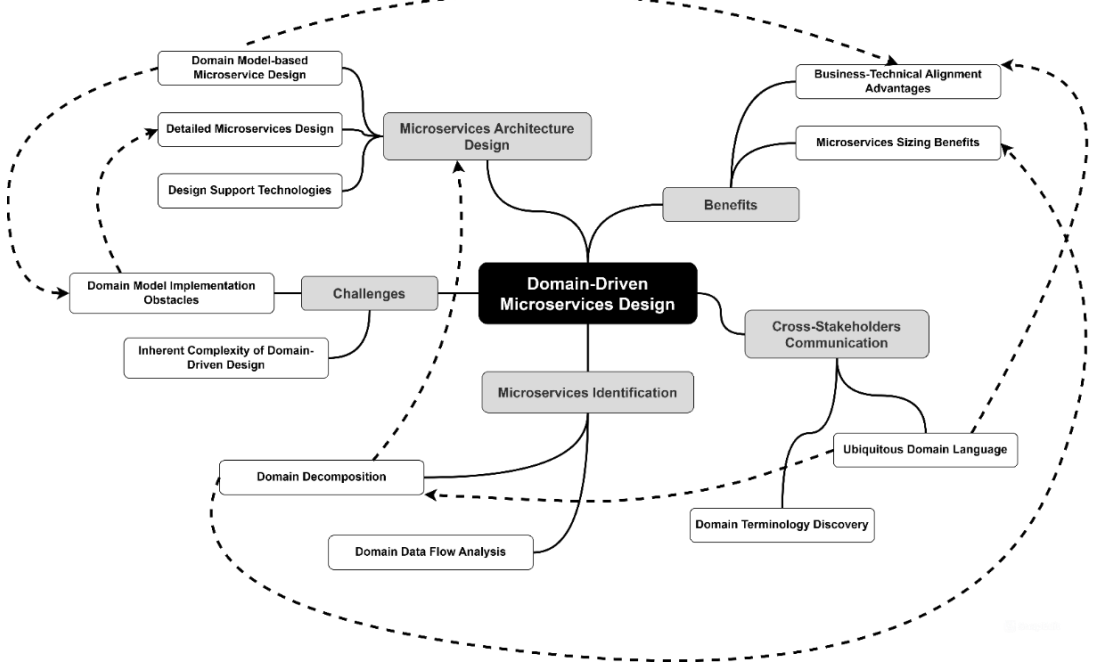 Domain Model-based
Microservice Design
Detailed Microservices Design
Design Support Technologies
Microservices Architecture
Design
Business-Technical Alignment
Advantages
Microservices Sizing Benefits
Benefits
Domain Model Implementation
Obstacles
Challenges
Inherent Complexity of Domain-
Driven Design
Domain-Driven
Microservices Design
Cross-Stakeholders
Communication
Microservices Identification
Ubiquitous Domain Language
Domain Decomposition
Domain Terminology Discovery
Domain Data Flow Analysis